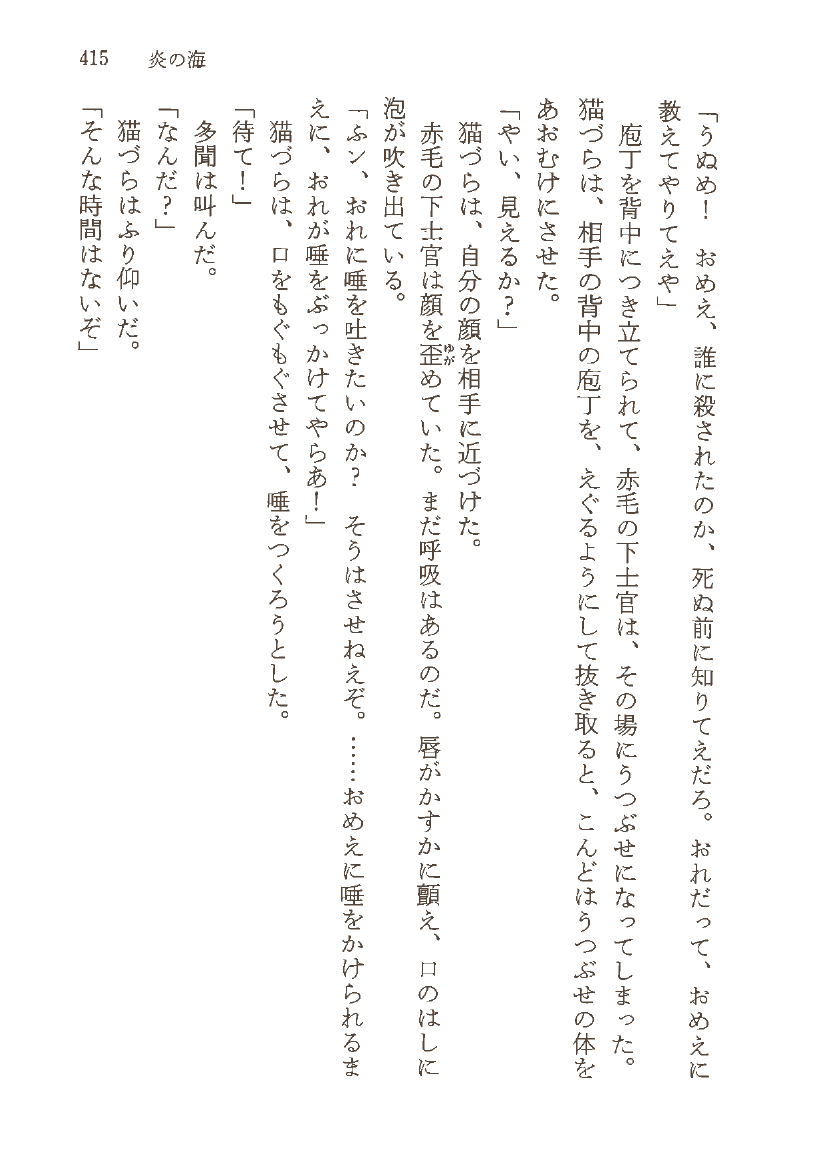 415　炎の海
「うぬめ！　おめえ、誰に殺されたのか、死ぬ前に知りてえだろ。おれだって、おめえに
教えてやりてえや」
　庖丁を背中につき立てられて、赤毛の下士官は、その場にうつぶせになってしまった。
猫づらは、相手の背中の庖丁を、えぐるようにして抜き取ると、こんどはうつぶせの体を
あおむけにさせた。
「やい、見えるか？」
　猫づらは、自分の顔を相手に近づけた。
　赤毛の下士官は顔を歪めていた。まだ呼吸はあるのだ。唇がかすかに顫え、口のはしに
泡が吹き出ている。
「ふン、おれに唾を吐きたいのか？　そうはさせねえぞ。……おめえに唾をかけられるま
えに、おれが唾をぶっかけてやらあ！」
　猫づらは、口をもぐもぐさせて、唾をつくろうとした。
「待て！」
　多聞は叫んだ。
「なんだ？」
　猫づらはふり仰いだ。
「そんな時間はないぞ」